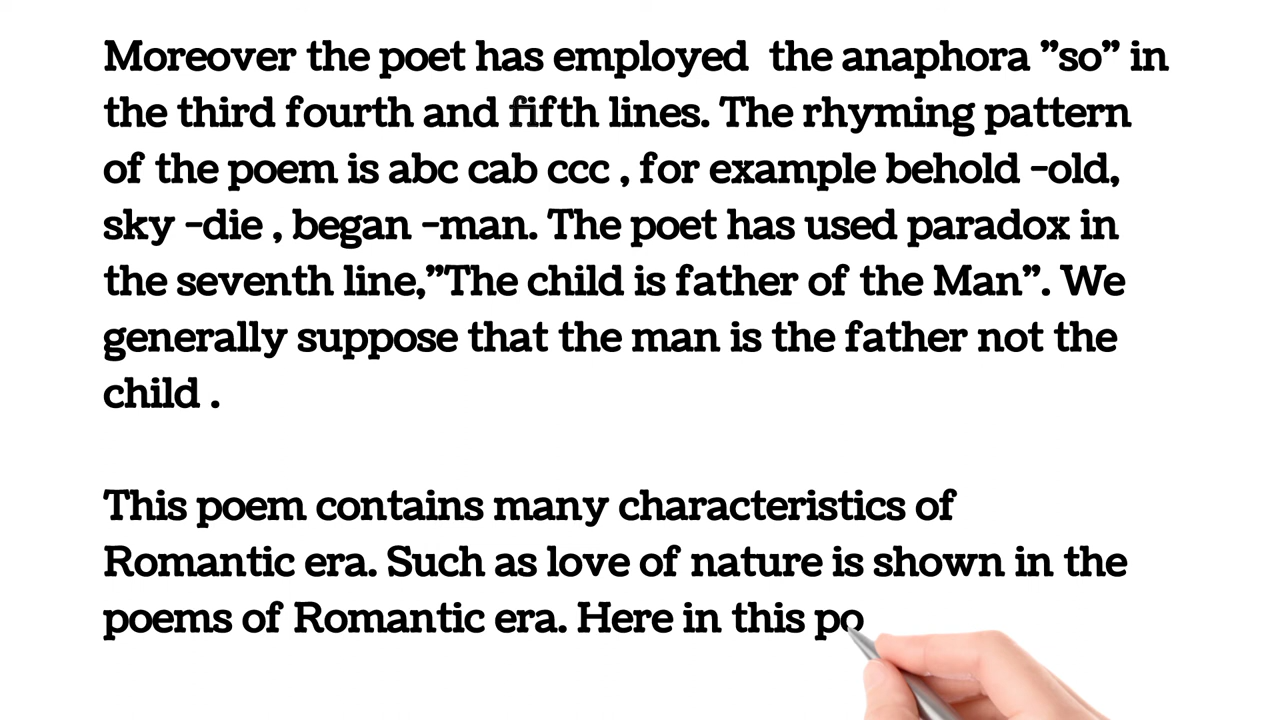 Moreover the poet has employed  the anaphora ”so” in
the third fourth and fifth lines. The rhyming pattern
of the poem is abc cab ccc , for example behold -old,
sky -die , began -man. The poet has used paradox in
the seventh line,”The child is father of the Man”. We
generally suppose that the man is the father not the
child .
This poem contains many characteristics of
Romantic era. Such as love of nature is shown in the
poems of Romantic era. Here in this po